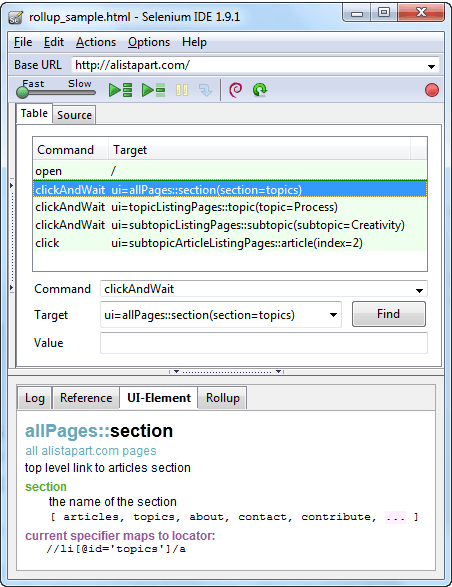 rollup_sample.html - Selenium IDE 1.9.1
File Edit Actions Options Help
Base URL http://alistapart.com/
Fast Slow
Table Source
Command Target
open /
clickAndWait ui=allPages::section(section=topics)
clickAndWait ui=topicListingPages::topic(topic=Process)
clickAndWait ui=subtopicListingPages::subtopic(subtopic=Creativity)
click ui=subtopicArticleListingPages::article(index=2)
Command clickAndWait
Target ui=allPages::section(section=topics) Find
Value
Log Reference UI-Element Rollup
allPages::section
all alistapart.com pages
top level link to articles section
section
the name of the section
[ articles, topics, about, contact, contribute, ... ]
current specifier maps to locator:
//li[@id='topics']/a